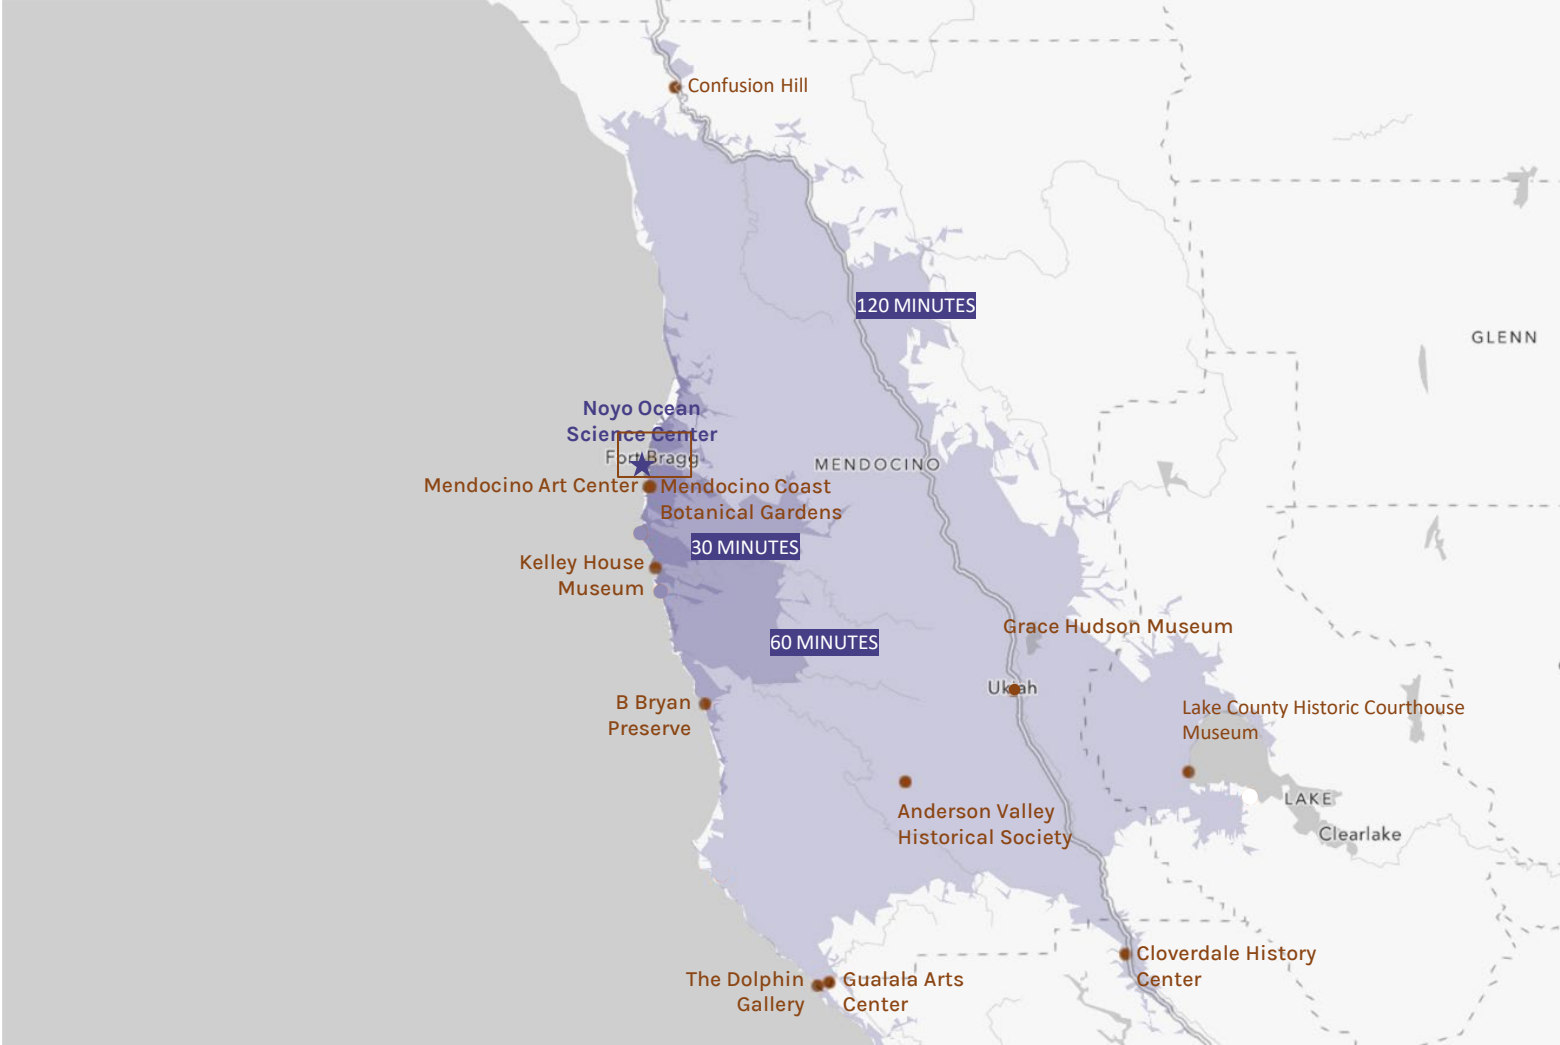 Confusion Hill
120 MINUTES
GLENN
Noyo Ocean
Science Center
Fort Bragg
MENDOCINO
Mendocino Art Center
Mendocino Coast
Botanical Gardens
30 MINUTES
Kelley House
Museum
60 MINUTES
Grace Hudson Museum
Ukiah
B Bryan
Preserve
Lake County Historic Courthouse
Museum
Anderson Valley
Historical Society
LAKE
Clearlake
Cloverdale History
Center
The Dolphin
Gallery
Gualala Arts
Center